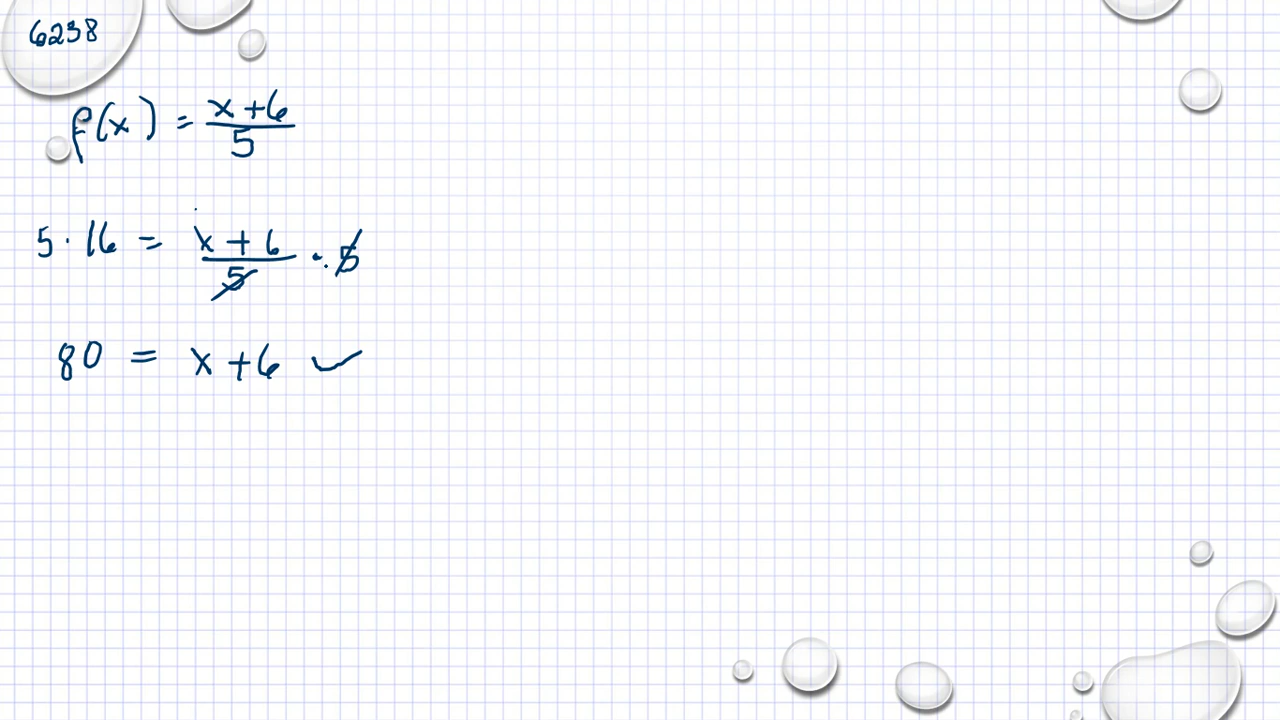 6238
f(x) = x+6/5
5 · 16 = x + 6/5 · 5
80 = x + 6 ✓